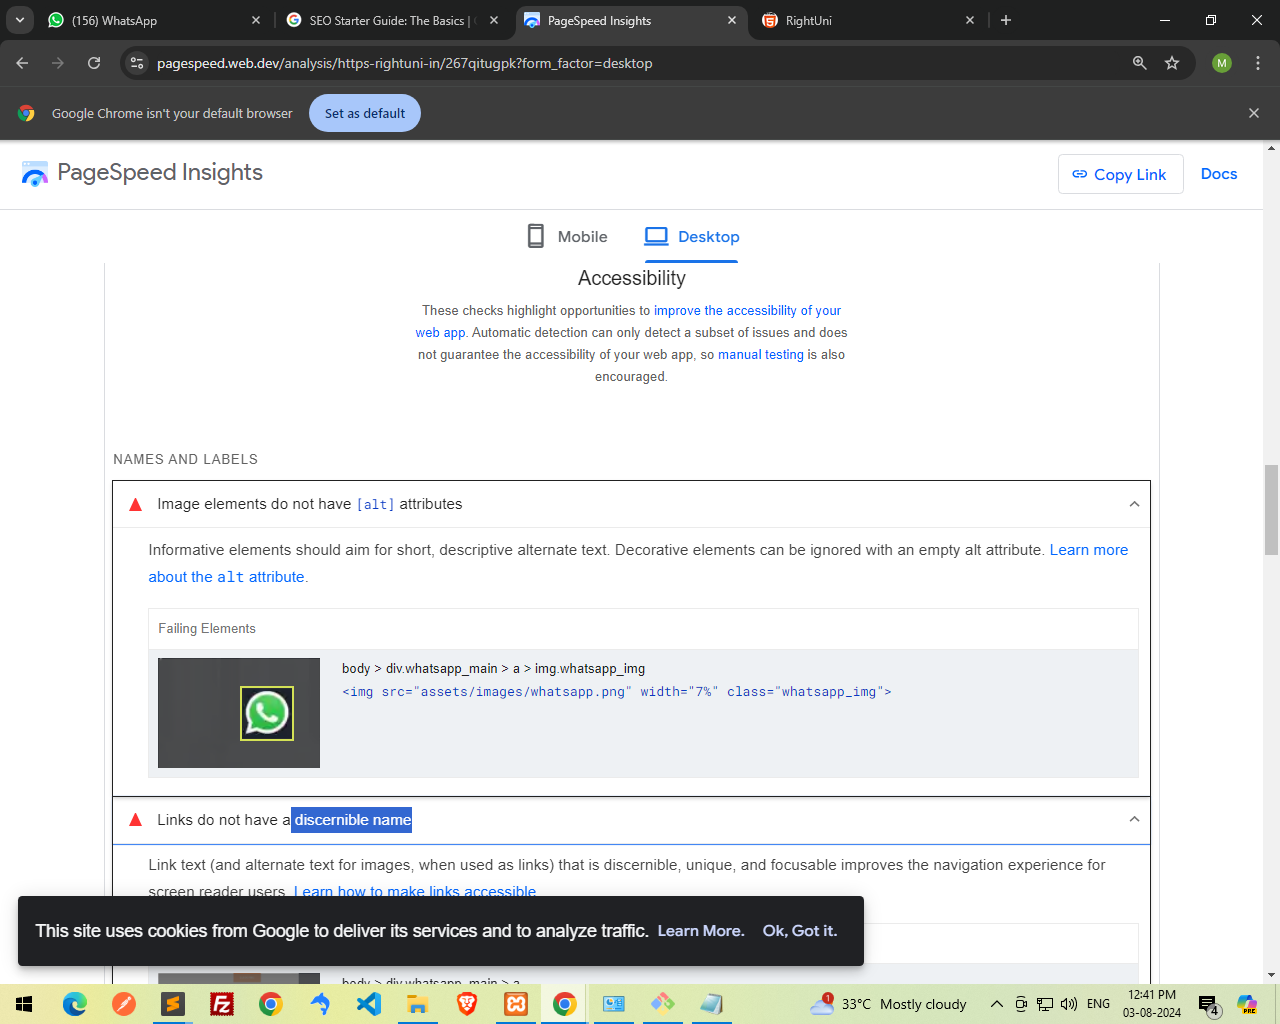 (156) WhatsApp
SEO Starter Guide: The Basics |
PageSpeed Insights
RightUni
pagespeed.web.dev/analysis/https-rightuni-in/267qitugpk?form_factor=desktop
M
Google Chrome isn't your default browser
Set as default
PageSpeed Insights
Copy Link
Docs
Mobile
Desktop
Accessibility
These checks highlight opportunities to improve the accessibility of your
web app. Automatic detection can only detect a subset of issues and does
not guarantee the accessibility of your web app, so manual testing is also
encouraged.
NAMES AND LABELS
Image elements do not have [alt] attributes
Informative elements should aim for short, descriptive alternate text. Decorative elements can be ignored with an empty alt attribute. Learn more
about the alt attribute.
Failing Elements
body > div.whatsapp_main > a > img.whatsapp_img
<img src="assets/images/whatsapp.png" width="7%" class="whatsapp_img">
Links do not have a discernible name
Link text (and alternate text for images, when used as links) that is discernible, unique, and focusable improves the navigation experience for
screen reader users. Learn how to make links accessible
This site uses cookies from Google to deliver its services and to analyze traffic. Learn More. Ok, Got it.
body > div.whatsapp_main > a
1
33°C Mostly cloudy
ENG
12:41 PM
03-08-2024
4
PRE